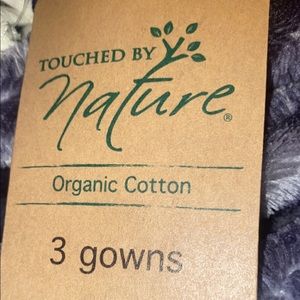 TOUCHED BY
nature®
Organic Cotton
3 gowns